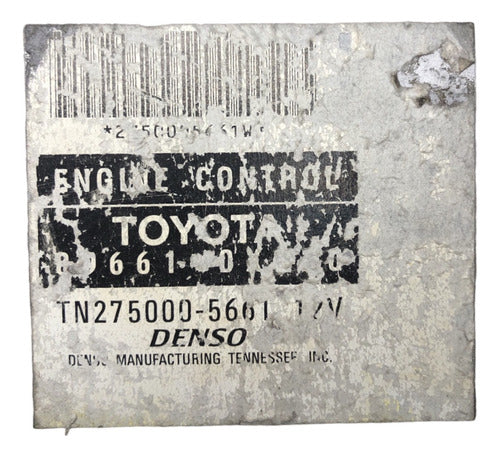 ENGINE CONTROL
TOYOTA
TN275000-5661 12V
DENSO
DENSO MANUFACTURING TENNESSEE, INC.